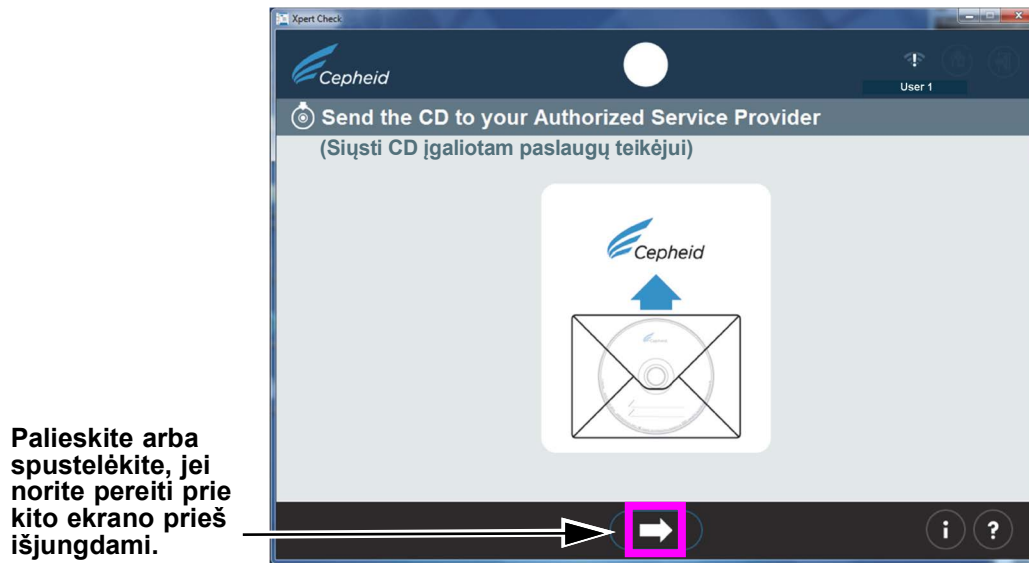 Xpert Check
Cepheid
User 1
Send the CD to your Authorized Service Provider
(Siųsti CD įgaliotam paslaugų teikėjui)
Cepheid
Palieskite arba
spustelėkite, jei
norite pereiti prie
kito ekrano prieš
išjungdami.
i
?